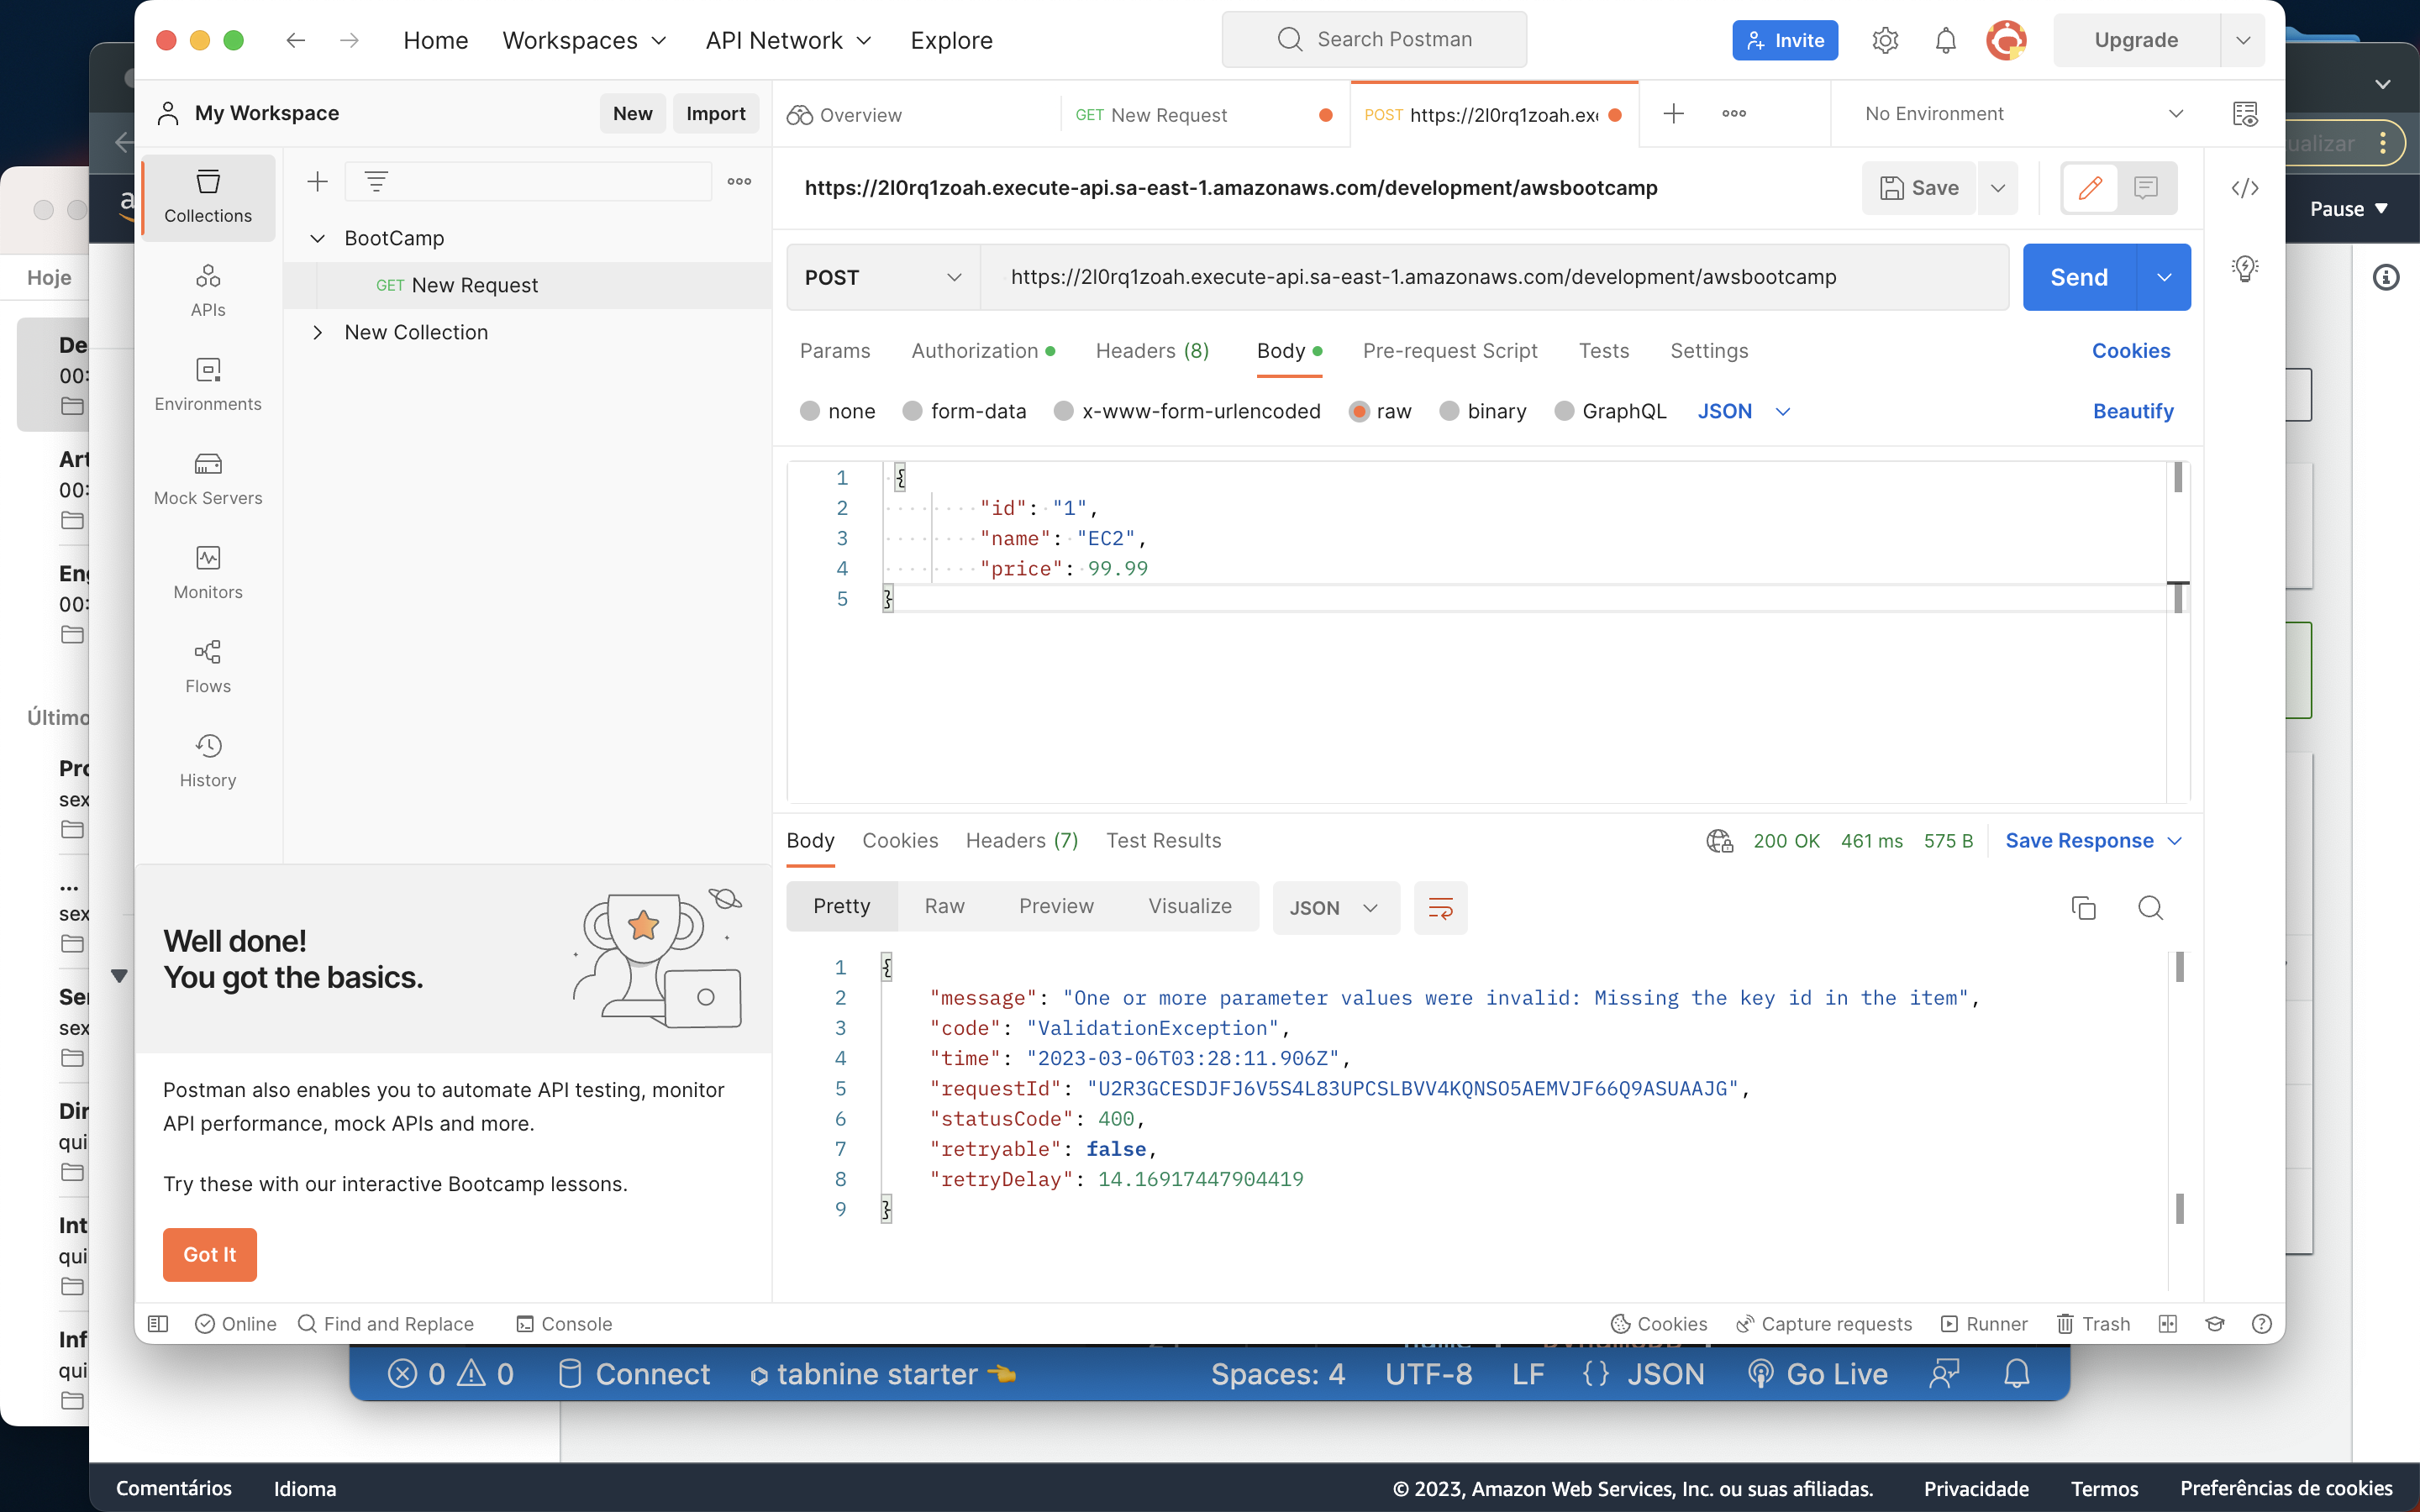 Home Workspaces API Network Explore Search Postman Invite Upgrade
My Workspace New Import Overview GET New Request POST https://2l0rq1zoah.exe No Environment
Collections
APIs
Environments
Mock Servers
Monitors
Flows
History
BootCamp
GET New Request
New Collection
https://2l0rq1zoah.execute-api.sa-east-1.amazonaws.com/development/awsbootcamp Save
POST https://2l0rq1zoah.execute-api.sa-east-1.amazonaws.com/development/awsbootcamp Send
Params Authorization Headers (8) Body Pre-request Script Tests Settings Cookies
none form-data x-www-form-urlencoded raw binary GraphQL JSON Beautify
1 {
2 "id": "1",
3 "name": "EC2",
4 "price": 99.99
5 }
Body Cookies Headers (7) Test Results 200 OK 461 ms 575 B Save Response
Pretty Raw Preview Visualize JSON
1 {
2 "message": "One or more parameter values were invalid: Missing the key id in the item",
3 "code": "ValidationException",
4 "time": "2023-03-06T03:28:11.906Z",
5 "requestId": "U2R3GCESDJFJ6V5S4L83UPCSLBVV4KQNSO5AEMVJF66Q9ASUAAJG",
6 "statusCode": 400,
7 "retryable": false,
8 "retryDelay": 14.16917447904419
9 }
Well done!
You got the basics.
Postman also enables you to automate API testing, monitor
API performance, mock APIs and more.
Try these with our interactive Bootcamp lessons.
Got It
Online Find and Replace Console Cookies Capture requests Runner Trash
0 0 Connect tabnine starter Spaces: 4 UTF-8 LF {} JSON Go Live
Hoje
De
00:
Art
00:
Eng
00:
Último
Pro
sex
...
sex
Ser
sex
Dir
qui
Int
qui
Inf
qui
ualizar
Pause
Comentários Idioma © 2023, Amazon Web Services, Inc. ou suas afiliadas. Privacidade Termos Preferências de cookies